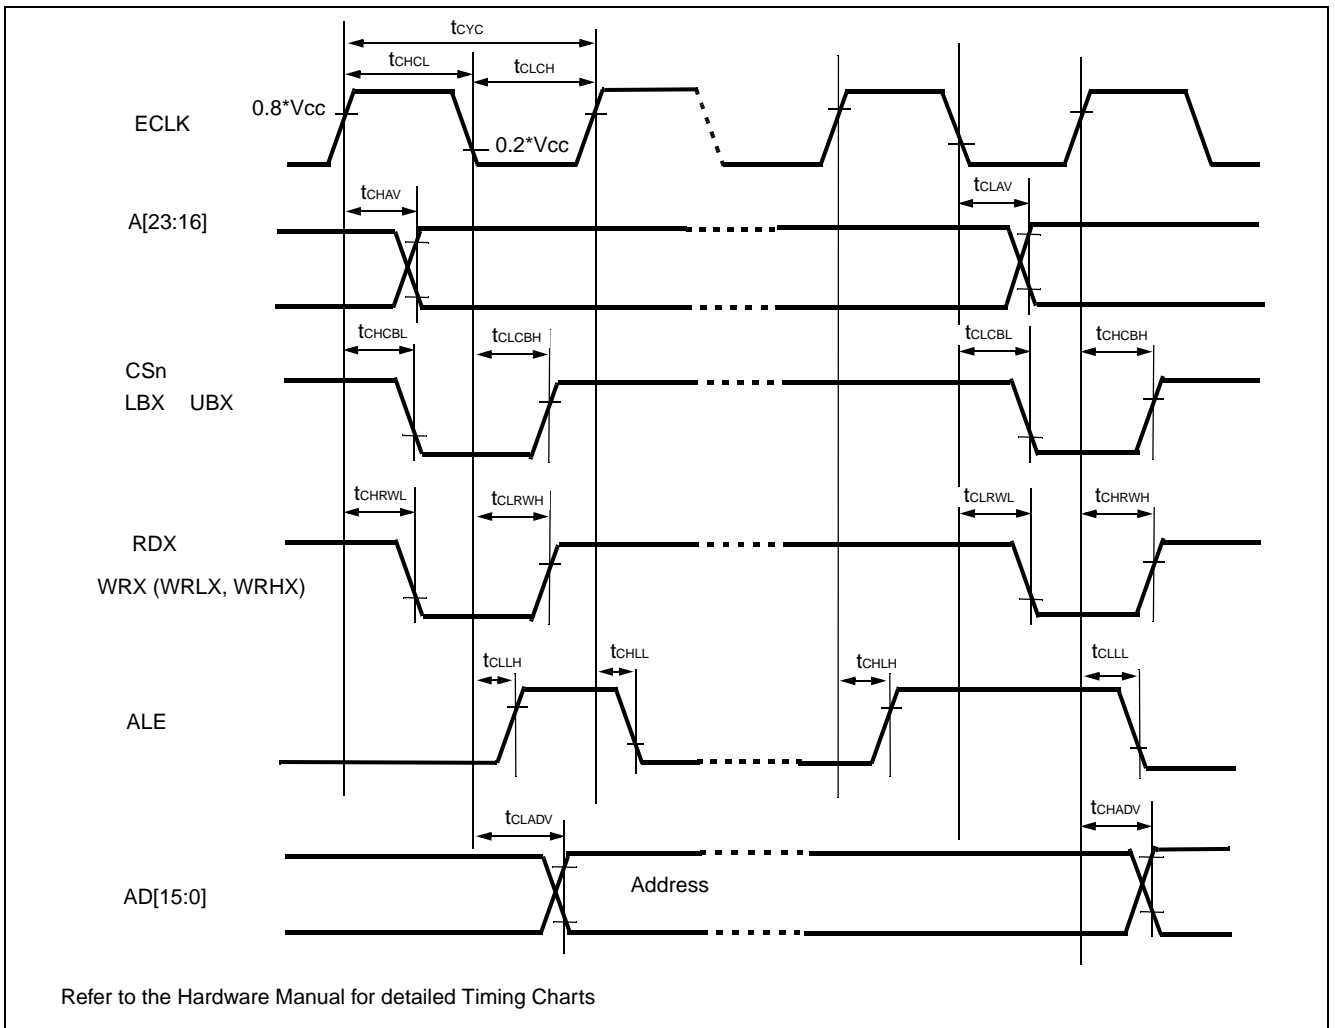 tCYC
tCHCL
tCLCH
0.8*Vcc
ECLK
0.2*Vcc
tCHAV
tCLAV
A[23:16]
tCHCBL
tCLCBH
tCLCBL
tCHCBH
CSn
LBX UBX
tCHRWL
tCLRWH
tCLRWL
tCHRWH
RDX
WRX (WRLX, WRHX)
tCLLH
tCHLL
tCHLH
tCLLL
ALE
tCLADV
tCHADV
Address
AD[15:0]
Refer to the Hardware Manual for detailed Timing Charts